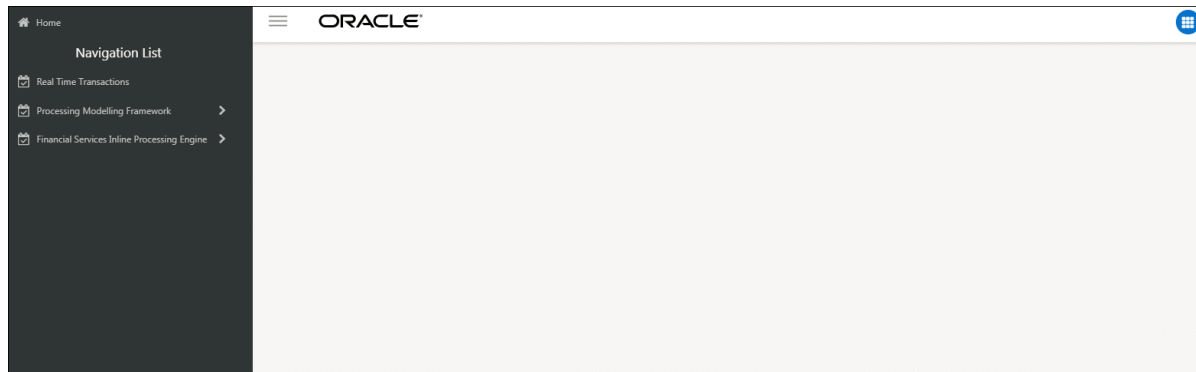 Home
ORACLE
Navigation List
Real Time Transactions
Processing Modelling Framework
Financial Services Inline Processing Engine